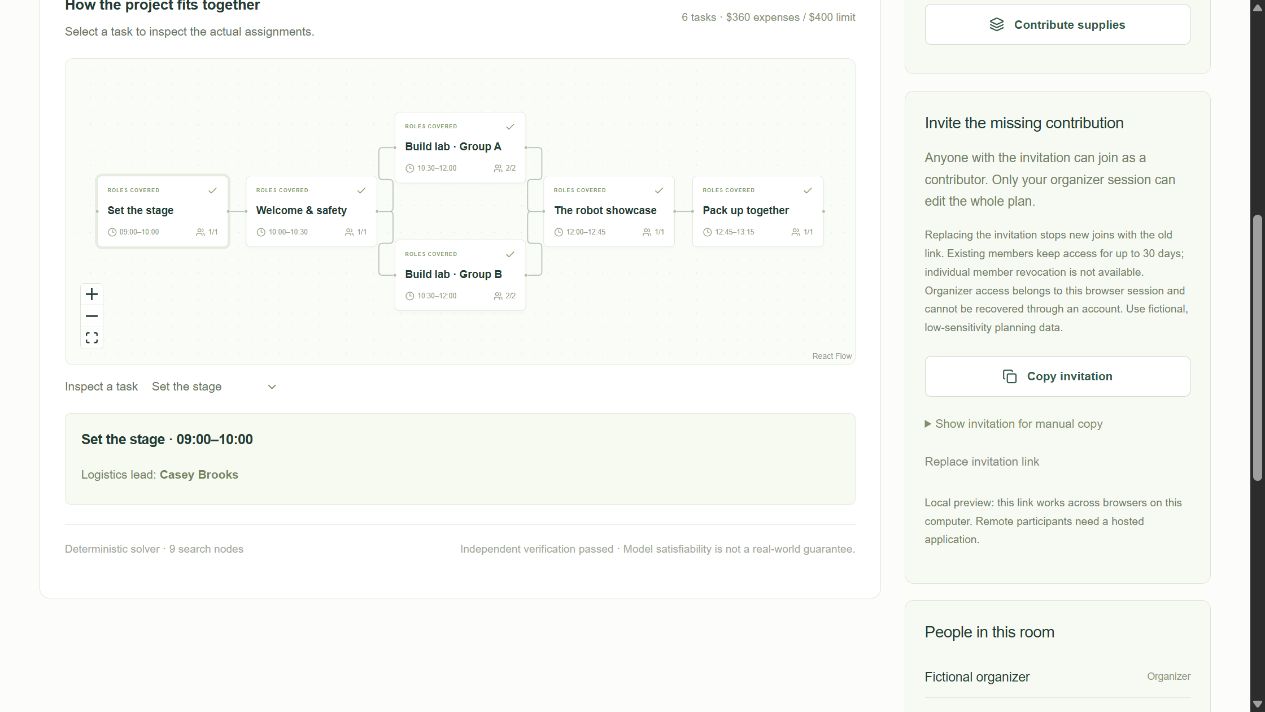 How the project fits together
6 tasks · $360 expenses / $400 limit
Select a task to inspect the actual assignments.
ROLES COVERED
Set the stage
09:00–10:00
1/1
ROLES COVERED
Welcome & safety
10:00–10:30
1/1
ROLES COVERED
Build lab · Group A
10:30–12:00
2/2
ROLES COVERED
Build lab · Group B
10:30–12:00
2/2
ROLES COVERED
The robot showcase
12:00–12:45
1/1
ROLES COVERED
Pack up together
12:45–13:15
1/1
React Flow
Inspect a task Set the stage
Set the stage · 09:00–10:00
Logistics lead: Casey Brooks
Deterministic solver · 9 search nodes
Independent verification passed · Model satisfiability is not a real-world guarantee.
Contribute supplies
Invite the missing contribution
Anyone with the invitation can join as a
contributor. Only your organizer session can
edit the whole plan.
Replacing the invitation stops new joins with the old
link. Existing members keep access for up to 30 days;
individual member revocation is not available.
Organizer access belongs to this browser session and
cannot be recovered through an account. Use fictional,
low-sensitivity planning data.
Copy invitation
Show invitation for manual copy
Replace invitation link
Local preview: this link works across browsers on this
computer. Remote participants need a hosted
application.
People in this room
Fictional organizer
Organizer